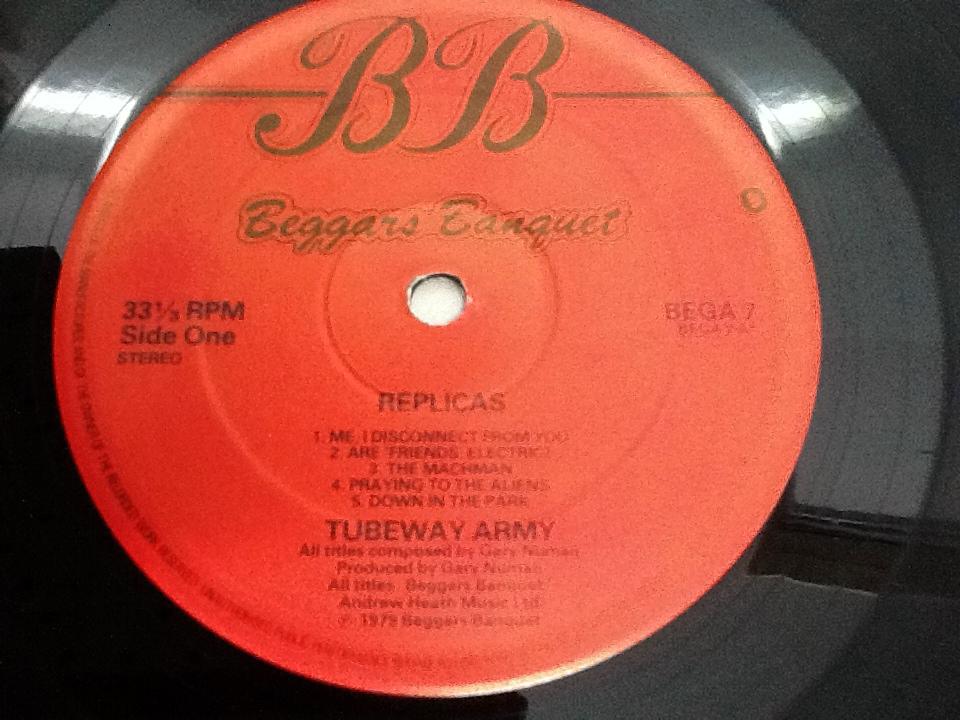 BB
Beggars Banquet
33⅓ RPM
Side One
STEREO
BEGA 7
BEGA 7 A
REPLICAS
1. ME, I DISCONNECT FROM YOU
2. ARE 'FRIENDS' ELECTRIC?
3. THE MACHMAN
4. PRAYING TO THE ALIENS
5. DOWN IN THE PARK
TUBEWAY ARMY
All titles composed by Gary Numan
Produced by Gary Numan
All titles Beggars Banquet/
Andrew Heath Music Ltd
℗ 1979 Beggars Banquet